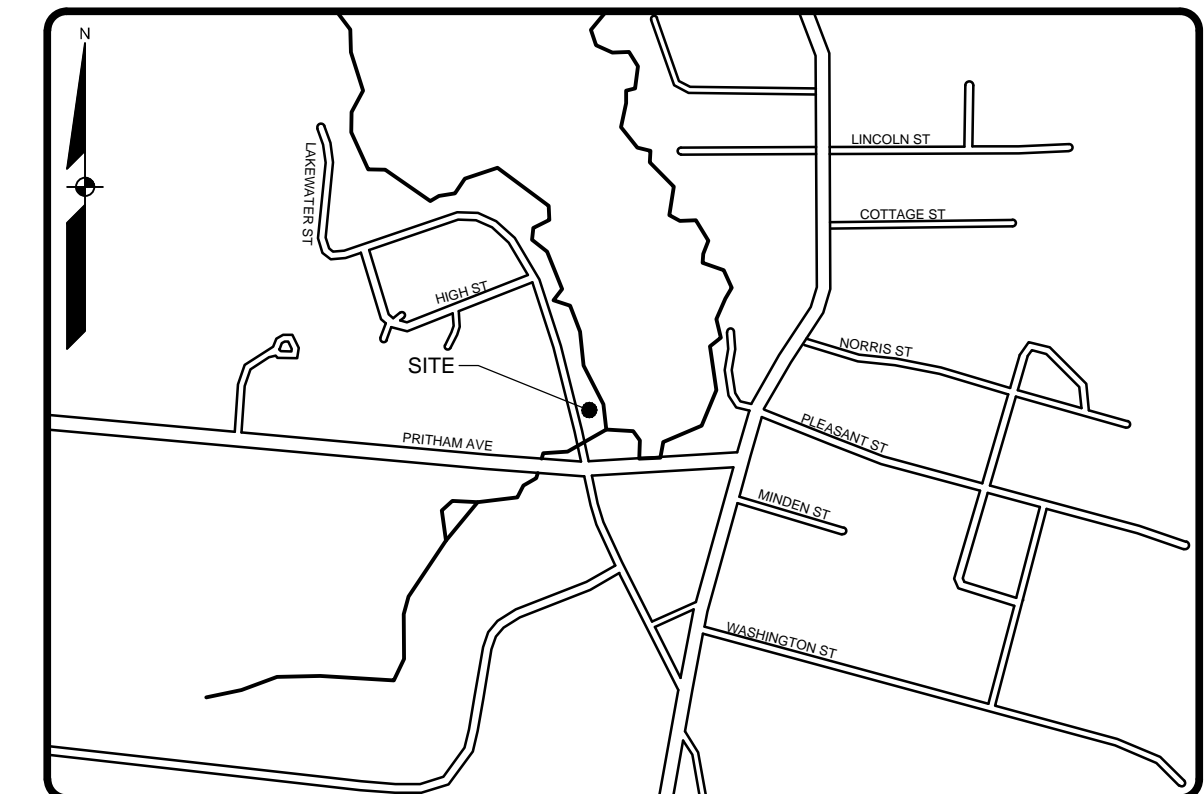 N
LINCOLN ST
LAKEWATER ST
COTTAGE ST
HIGH ST
NORRIS ST
SITE
PLEASANT ST
PRITHAM AVE
MINDEN ST
WASHINGTON ST